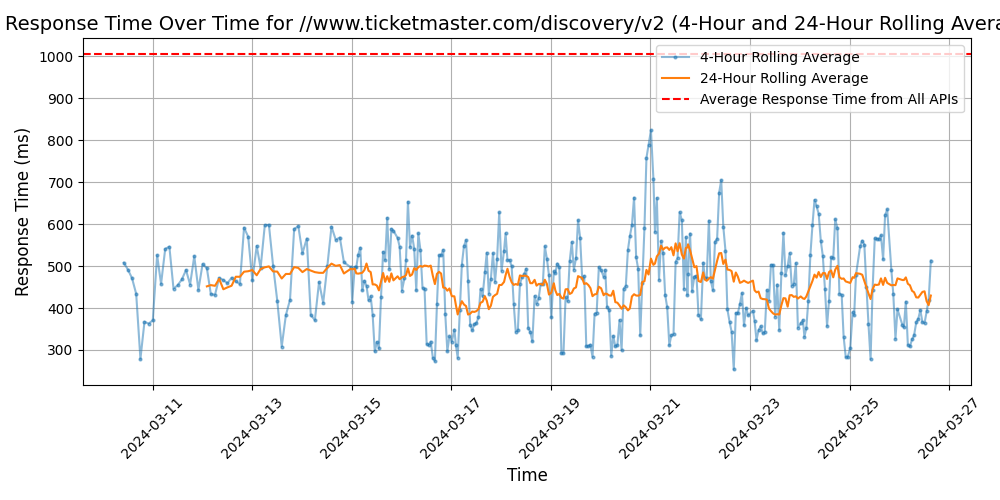 Response Time Over Time for //www.ticketmaster.com/discovery/v2 (4-Hour and 24-Hour Rolling Avera
4-Hour Rolling Average
24-Hour Rolling Average
Average Response Time from All APIs
Response Time (ms)
1000
900
800
700
600
500
400
300
2024-03-11
2024-03-13
2024-03-15
2024-03-17
2024-03-19
2024-03-21
2024-03-23
2024-03-25
2024-03-27
Time